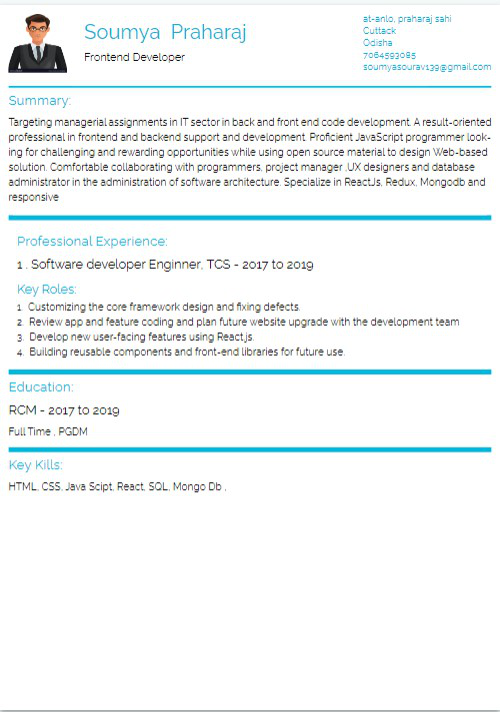 Soumya Praharaj
Frontend Developer
at-anlo, praharaj sahi
Cuttack
Odisha
7064593085
soumyasourav139@gmail.com
Summary:
Targeting managerial assignments in IT sector in back and front end code development. A result-oriented
professional in frontend and backend support and development. Proficient JavaScript programmer look-
ing for challenging and rewarding opportunities while using open source material to design Web-based
solution. Comfortable collaborating with programmers, project manager ,UX designers and database
administrator in the administration of software architecture. Specialize in ReactJs, Redux, Mongodb and
responsive
Professional Experience:
1 . Software developer Enginner, TCS - 2017 to 2019
Key Roles:
1. Customizing the core framework design and fixing defects.
2. Review app and feature coding and plan future website upgrade with the development team
3. Develop new user-facing features using React.js.
4. Building reusable components and front-end libraries for future use.
Education:
RCM - 2017 to 2019
Full Time , PGDM
Key Kills:
HTML, CSS, Java Scipt, React, SQL, Mongo Db .